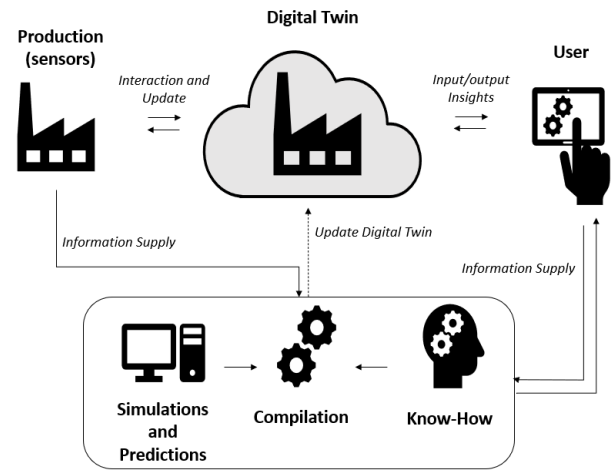 Digital Twin
Production
(sensors)
User
Interaction and
Update
Input/output
Insights
Information Supply
Update Digital Twin
Information Supply
Simulations
and
Predictions
Compilation
Know-How